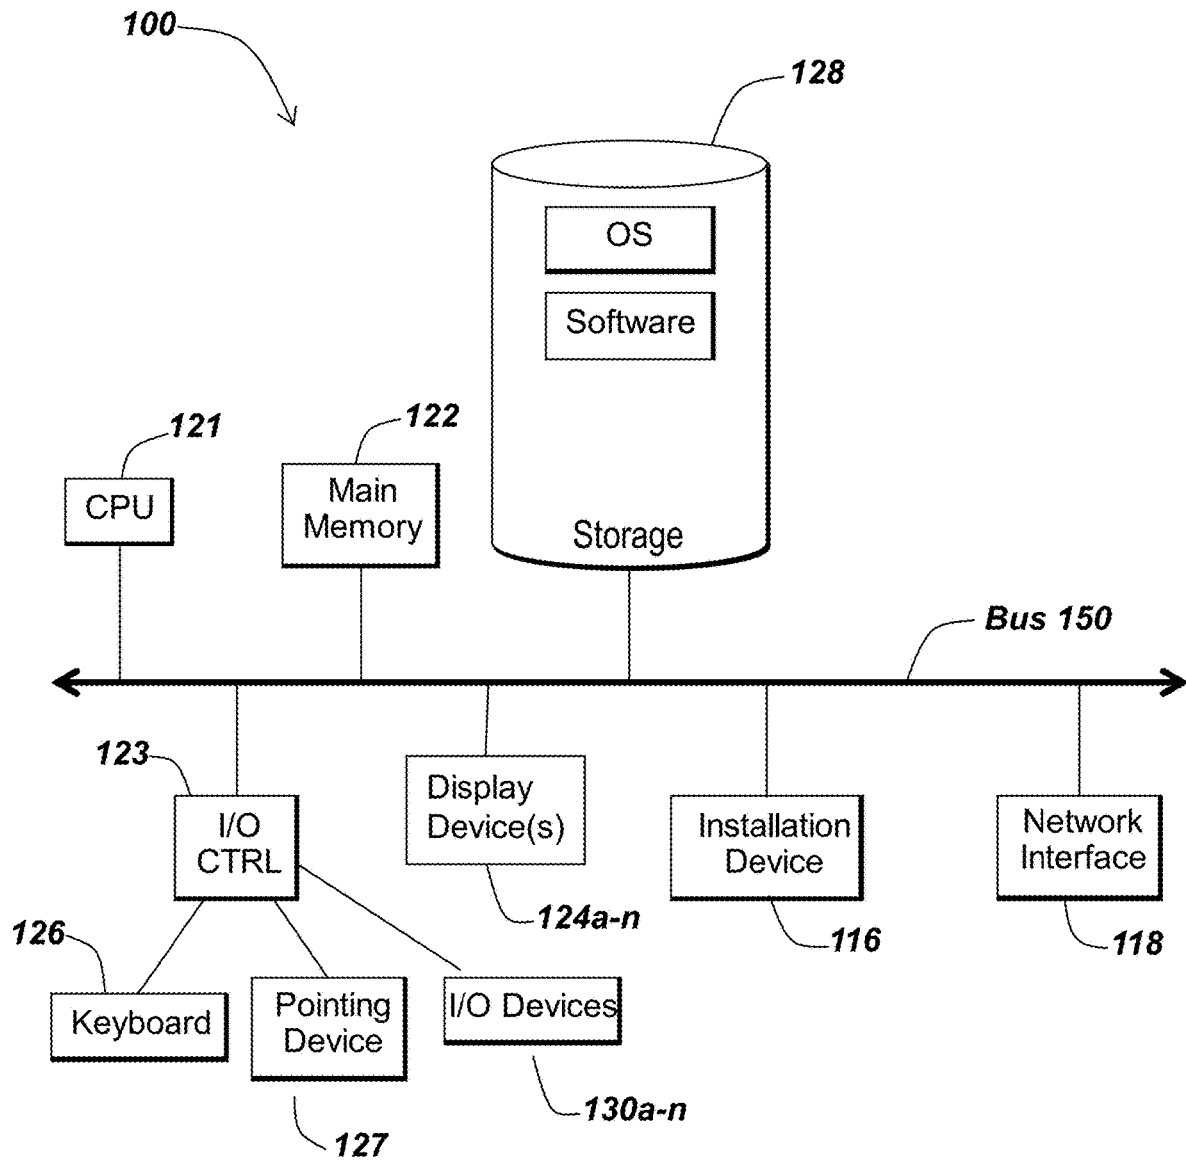 100
128
OS
Software
121
122
CPU
Main
Memory
Storage
Bus 150
123
Display
Device(s)
I/O
CTRL
Installation
Device
Network
Interface
124a-n
126
116
118
Keyboard
Pointing
Device
I/O Devices
130a-n
127